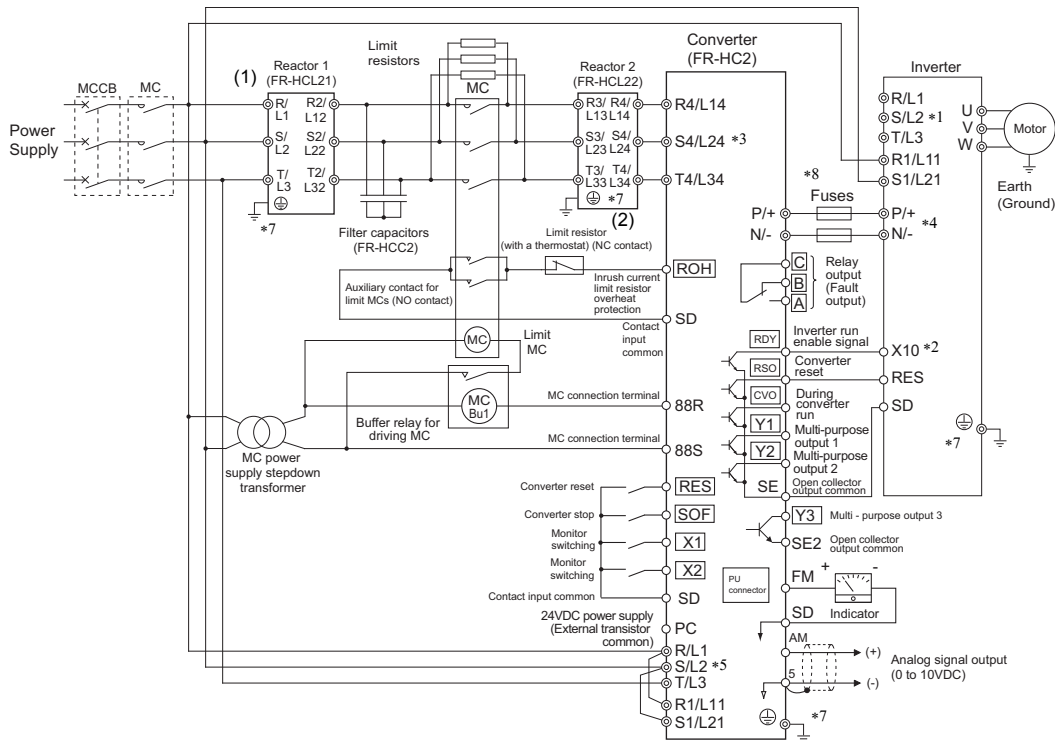 Converter
(FR-HC2)
Limit
resistors
Inverter
Reactor 1
(FR-HCL21)
Reactor 2
(FR-HCL22)
(1)
MCCB
MC
MC
Power
Supply
R/
L1
R2/
L12
S/
L2
S2/
L22
T/
L3
T2/
L32
*7
R3/
L13
R4/
L14
S3/
L23
S4/
L24
T3/
L33
T4/
L34
*7
(2)
R4/L14
S4/L24 *3
T4/L34
R/L1
S/L2 *1
T/L3
R1/L11
S1/L21
U
V
W
Motor
Earth
(Ground)
*8
Fuses
P/+
N/-
P/+
N/-
*4
Filter capacitors
(FR-HCC2)
Limit resistor
(with a thermostat) (NC contact)
Auxiliary contact for
limit MCs (NO contact)
Inrush current
limit resistor
overheat
protection
ROH
SD
Contact
input
common
C
B
A
Relay
output
(Fault
output)
MC
Limit
MC
MC
Bu1
Buffer relay for
driving MC
MC connection terminal
88R
MC connection terminal
88S
MC power
supply stepdown
transformer
RDY
Inverter run
enable signal
X10 *2
RSO
Converter
reset
RES
CVO
During
converter
run
SD
Y1
Multi-purpose
output 1
Y2
Multi-purpose
output 2
SE
Open collector
output common
*7
Converter reset
RES
Converter stop
SOF
Monitor
switching
X1
Monitor
switching
X2
Contact input common
SD
24VDC power supply
(External transistor
common)
PC
Y3
Multi - purpose output 3
SE2
Open collector
output common
PU
connector
FM
+
-
Indicator
SD
AM
(+)
5
(-)
Analog signal output
(0 to 10VDC)
R/L1
S/L2 *5
T/L3
R1/L11
S1/L21
*7